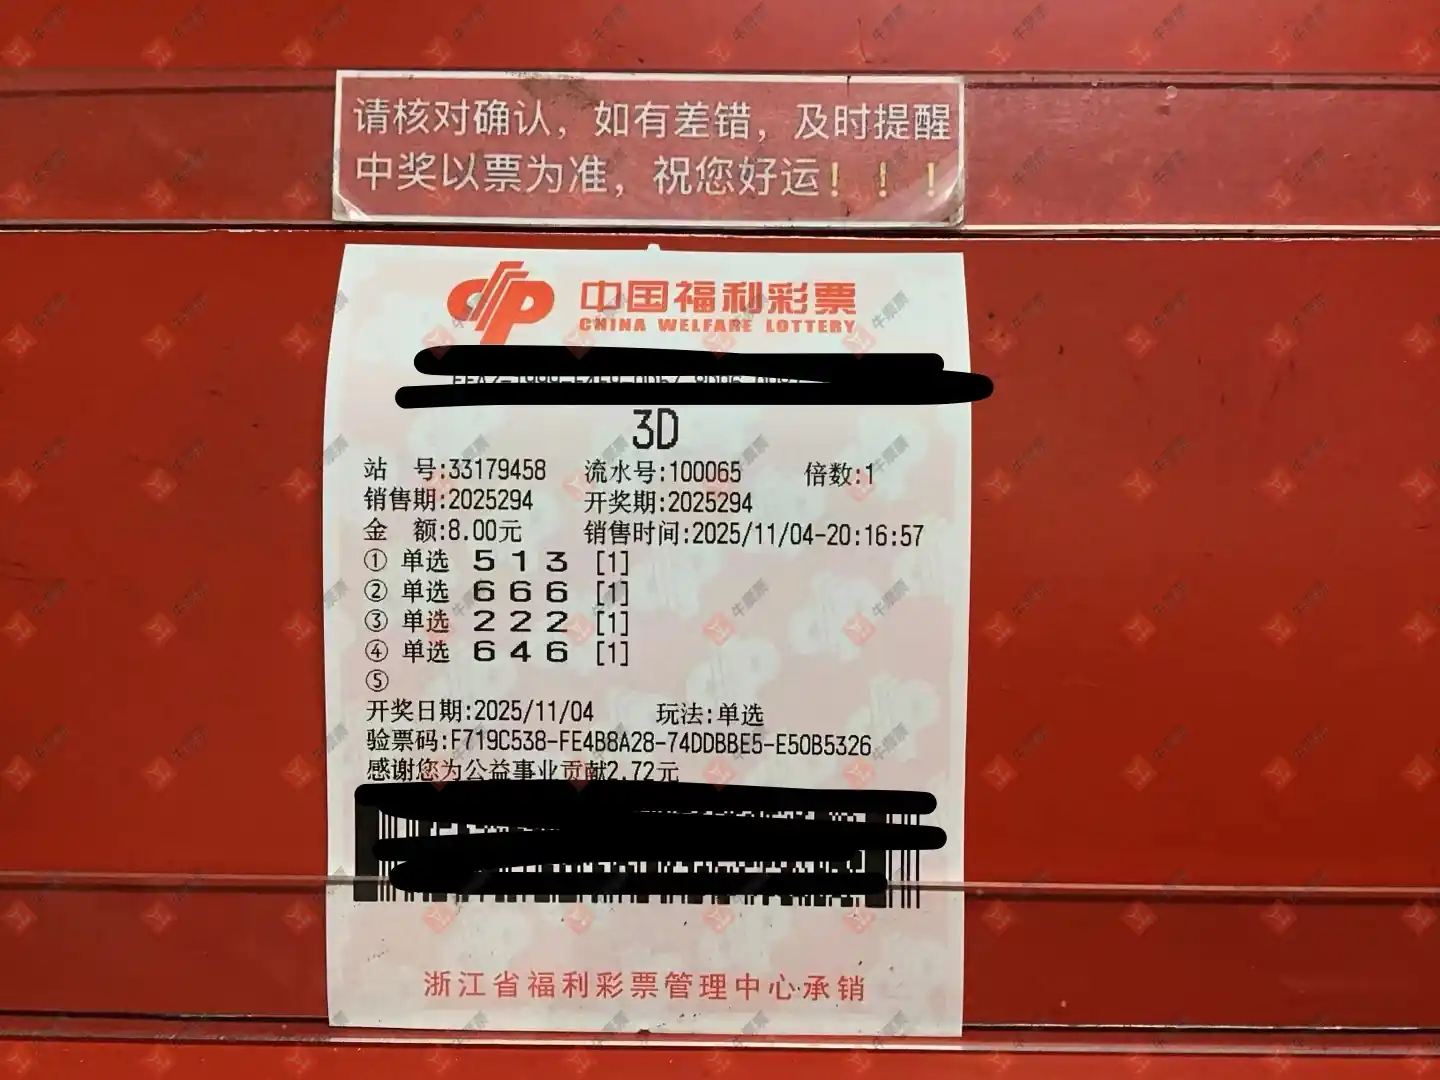 请核对确认，如有差错，及时提醒
中奖以票为准，祝您好运！！！
中国福利彩票
CHINA WELFARE LOTTERY
3D
站 号:33179458 流水号:100065 倍数:1
销售期:2025294 开奖期:2025294
金 额:8.00元 销售时间:2025/11/04-20:16:57
① 单选 5 1 3 [1]
② 单选 6 6 6 [1]
③ 单选 2 2 2 [1]
④ 单选 6 4 6 [1]
⑤
开奖日期:2025/11/04 玩法:单选
验票码:F719C538-FE4B8A28-74DDBBE5-E50B5326
感谢您为公益事业贡献2.72元
浙江省福利彩票管理中心承销
牛票票